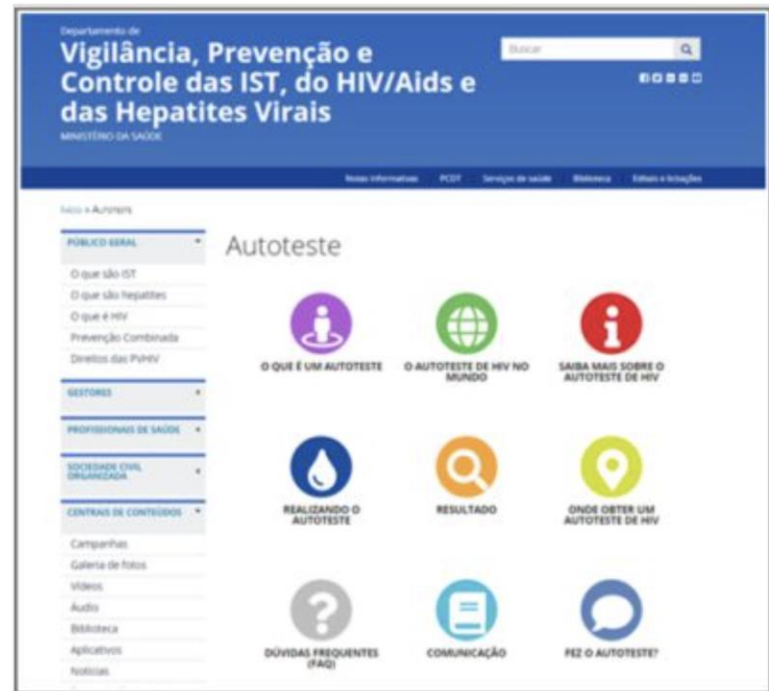 Departamento de
Vigilância, Prevenção e
Controle das IST, do HIV/Aids e
das Hepatites Virais
MINISTÉRIO DA SAÚDE
Buscar
Notas informativas PCDT Serviços de saúde Biblioteca Editais e licitações
Início » Autoteste
PÚBLICO GERAL
O que são IST
O que são hepatites
O que é HIV
Prevenção Combinada
Direitos das PVHIV
GESTORES
PROFISSIONAIS DE SAÚDE
SOCIEDADE CIVIL
ORGANIZADA
CENTRAIS DE CONTEÚDOS
Campanhas
Galeria de fotos
Vídeos
Áudio
Biblioteca
Aplicativos
Notícias
Autoteste
O QUE É UM AUTOTESTE
O AUTOTESTE DE HIV NO
MUNDO
SAIBA MAIS SOBRE O
AUTOTESTE DE HIV
REALIZANDO O
AUTOTESTE
RESULTADO
ONDE OBTER UM
AUTOTESTE DE HIV
DÚVIDAS FREQUENTES
(FAQ)
COMUNICAÇÃO
FEZ O AUTOTESTE?